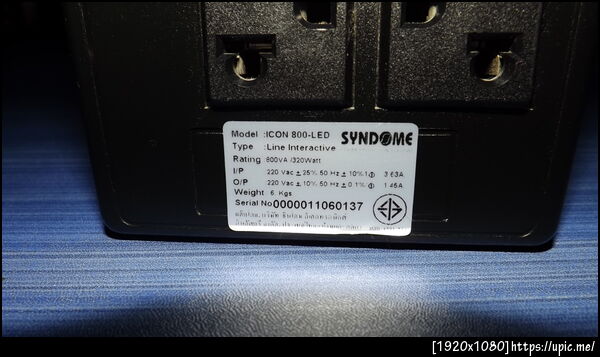 Model :ICON 800-LED SYNDOME
Type :Line Interactive
Rating 800VA /320Watt
I/P 220 Vac ± 25% 50 Hz ± 10% 1Φ 3.63A
O/P 220 Vac ± 10% 50 Hz ± 0.1% 1Φ 1.45A
Weight 6 Kgs
Serial No 0000011060137
[1920x1080]https://upic.me/